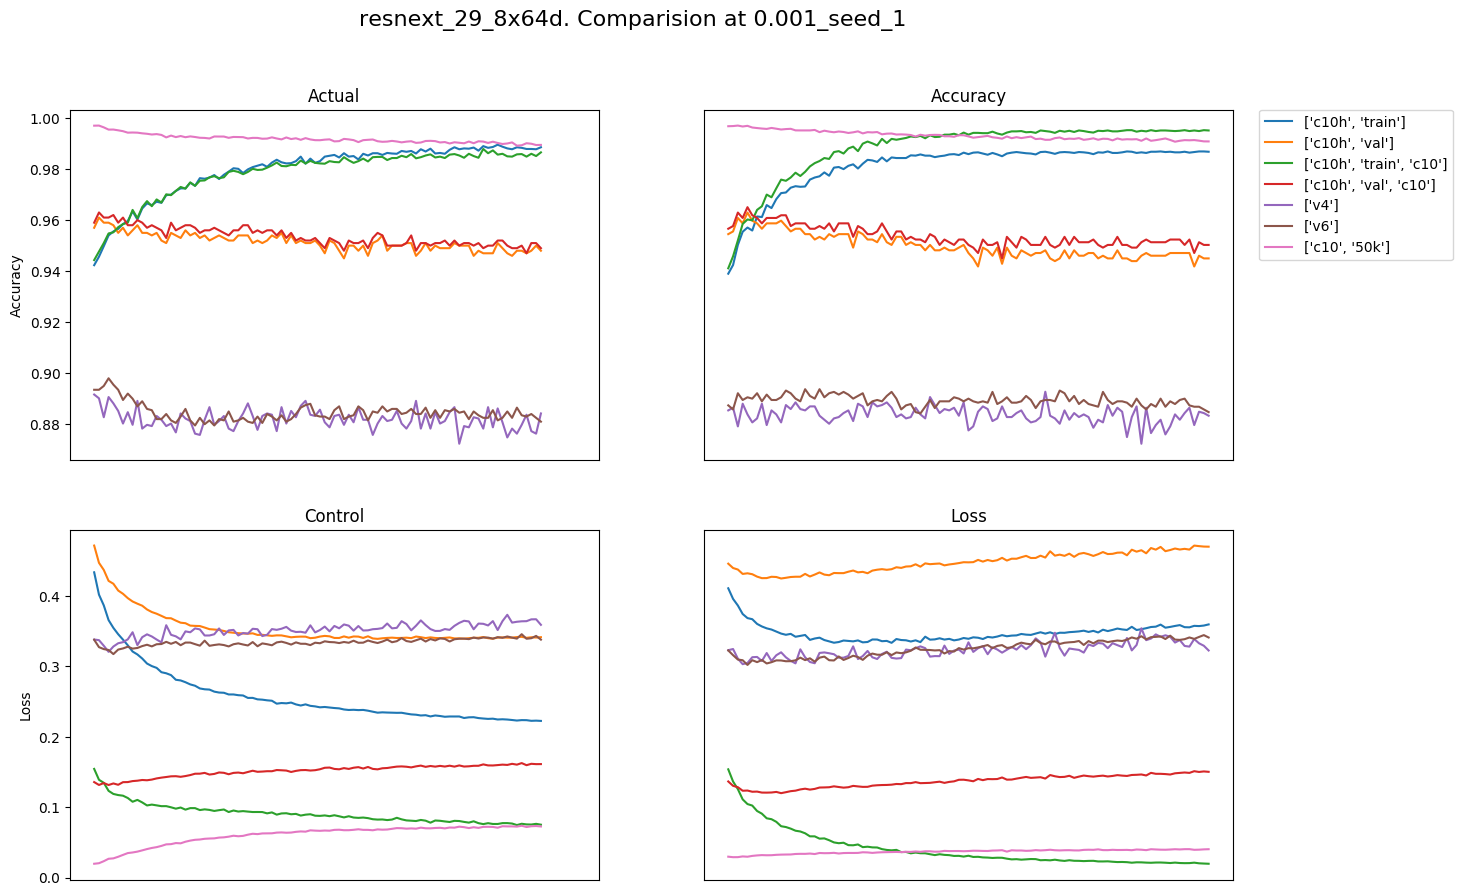 resnext_29_8x64d. Comparision at 0.001_seed_1
Actual
Accuracy
1.00
0.98
0.96
0.94
0.92
0.90
0.88
Accuracy
['c10h', 'train']
['c10h', 'val']
['c10h', 'train', 'c10']
['c10h', 'val', 'c10']
['v4']
['v6']
['c10', '50k']
Control
Loss
0.4
0.3
0.2
0.1
0.0
Loss